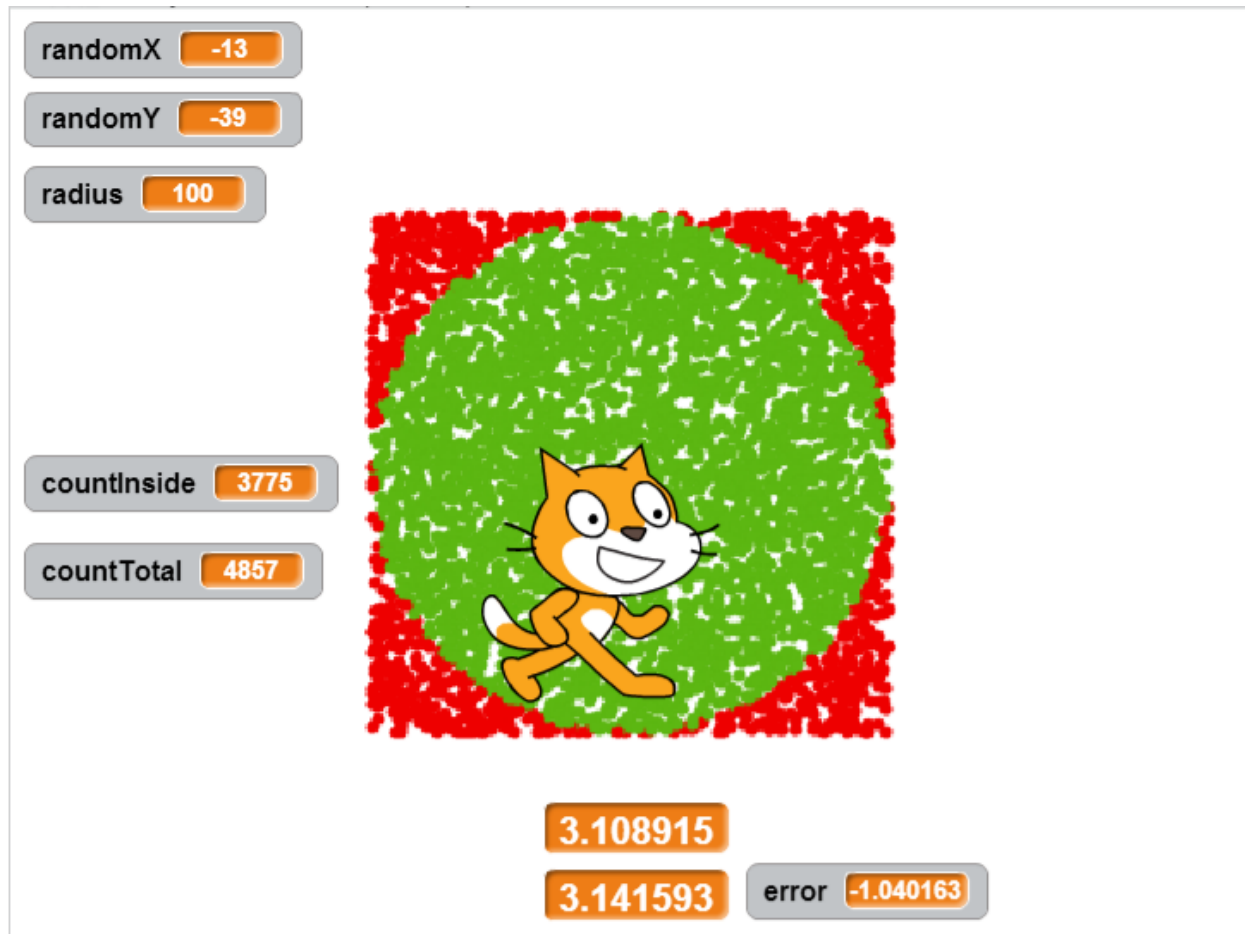 randomX -13
randomY -39
radius 100
countInside 3775
countTotal 4857
3.108915
3.141593
error -1.040163